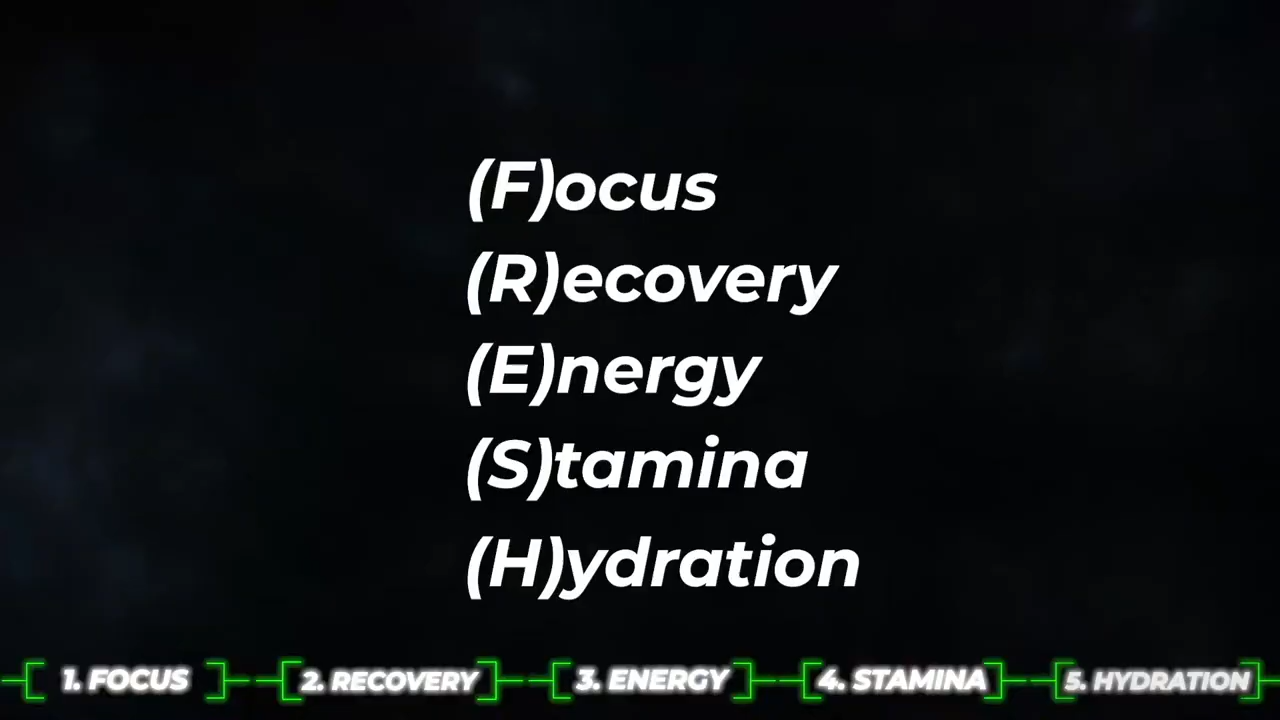 (F)ocus
(R)ecovery
(E)nergy
(S)tamina
(H)ydration
1. FOCUS 2. RECOVERY 3. ENERGY 4. STAMINA 5. HYDRATION